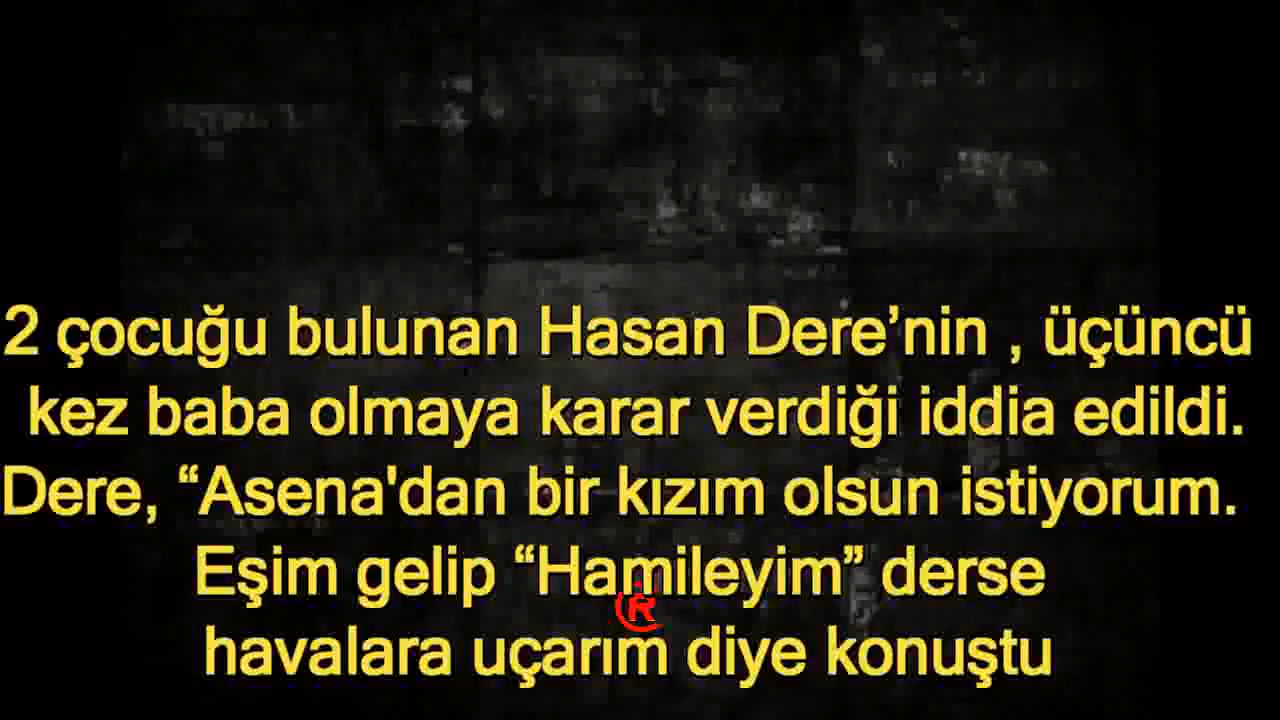 2 çocuğu bulunan Hasan Dere’nin , üçüncü
kez baba olmaya karar verdiği iddia edildi.
Dere, “Asena'dan bir kızım olsun istiyorum.
Eşim gelip “Hamileyim” derse
R
havalara uçarım diye konuştu